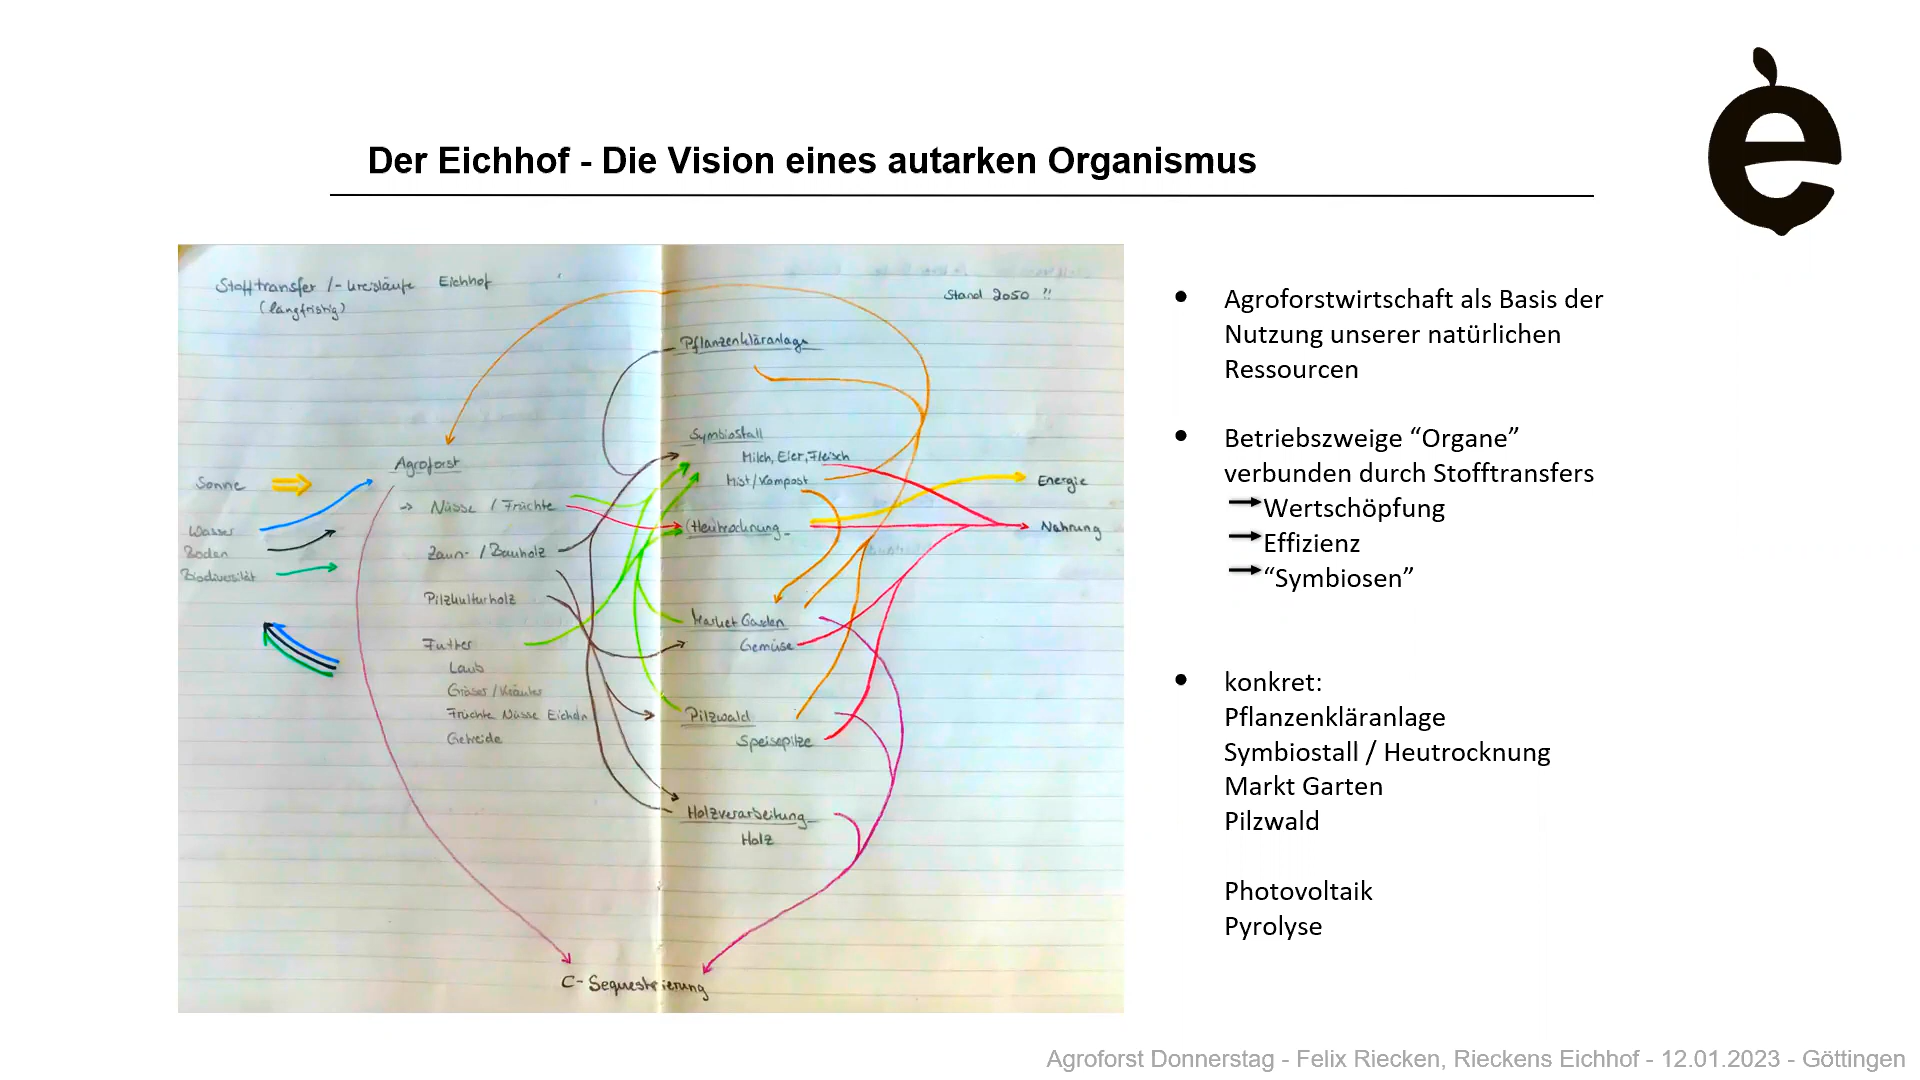 Der Eichhof - Die Vision eines autarken Organismus
Stofftransfer /-kreisläufe Eichhof
(langfristig)
Stand 2050 !!
Pflanzenkläranlage
Symbiostall
Milch, Eier, Fleisch
Mist/Kompost
(Heutrocknung
Market Garden
Gemüse
Pilzwald
Speisepilze
Holzverarbeitung
Holz
Agroforst
-> Nüsse / Früchte
Zaun- / Bauholz
Pilzkulturholz
Futter
Laub
Gräser / Kräuter
Früchte Nüsse Eicheln
Getreide
Sonne
Wasser
Boden
Biodiversität
Energie
Nahrung
C-Sequestrierung
• Agroforstwirtschaft als Basis der
Nutzung unserer natürlichen
Ressourcen
• Betriebszweige “Organe”
verbunden durch Stofftransfers
Wertschöpfung
Effizienz
“Symbiosen”
• konkret:
Pflanzenkläranlage
Symbiostall / Heutrocknung
Markt Garten
Pilzwald
Photovoltaik
Pyrolyse
Agroforst Donnerstag - Felix Riecken, Rieckens Eichhof - 12.01.2023 - Göttingen